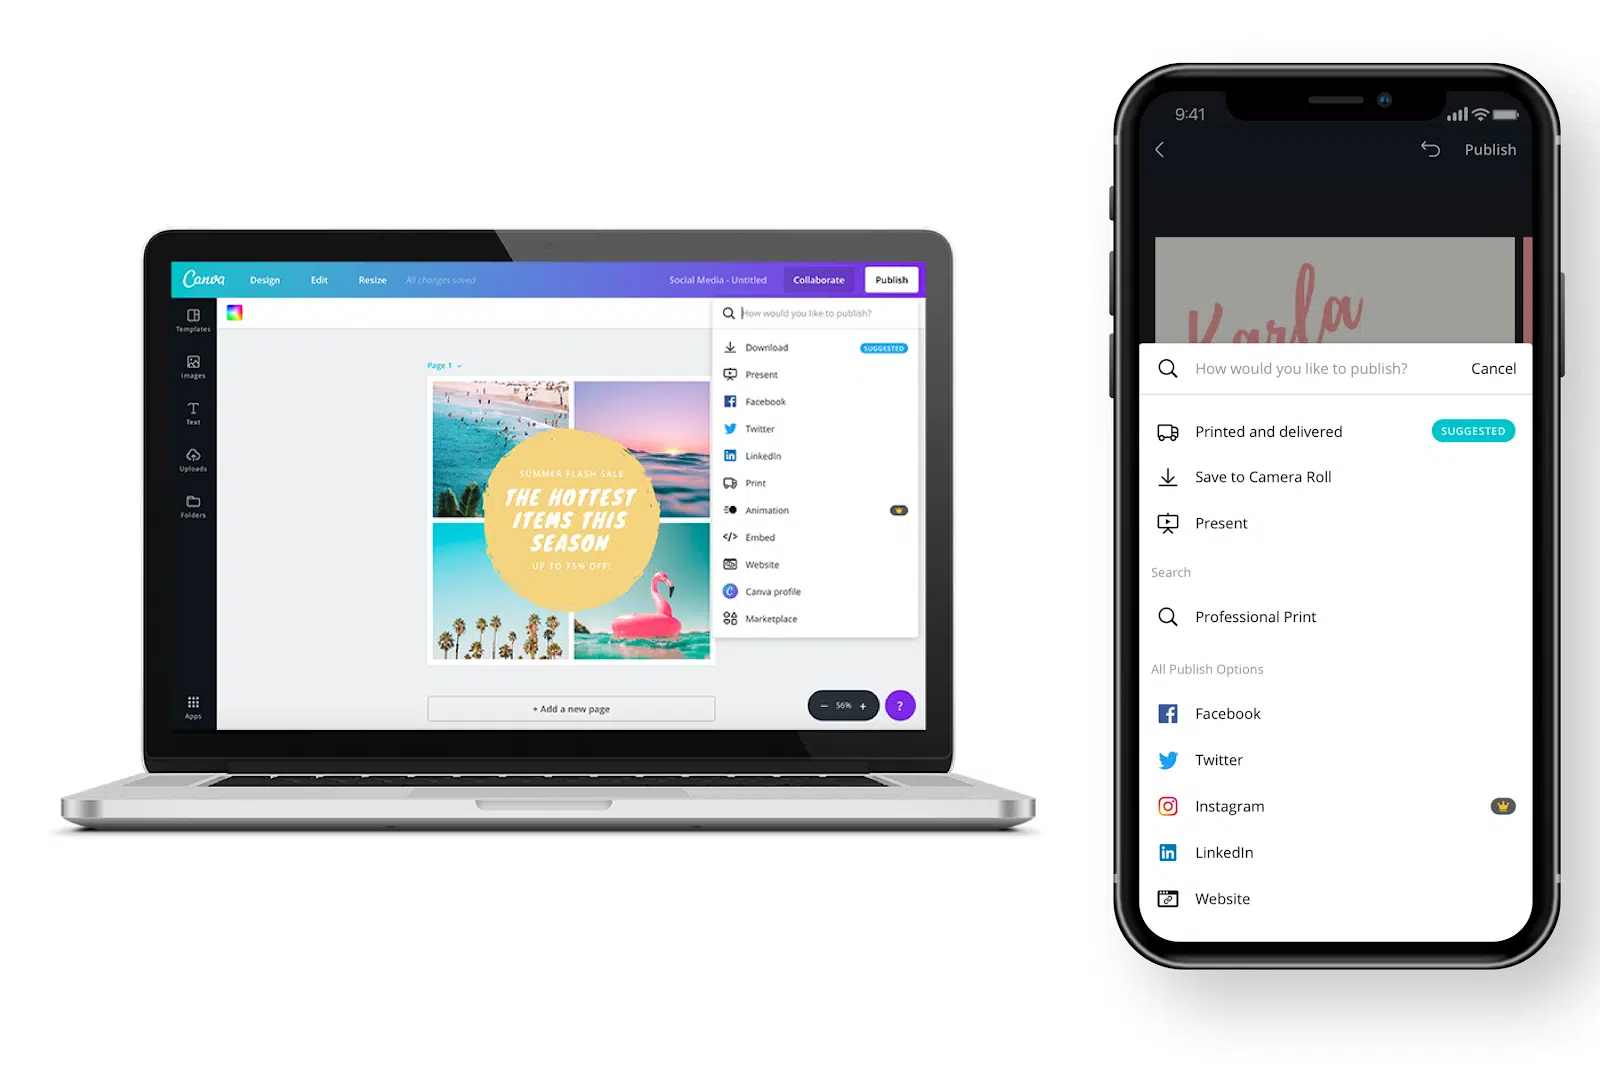 Canva
Design
Edit
Resize
All changes saved
Social Media - Untitled
Collaborate
Publish
Templates
Images
Text
Uploads
Folders
Apps
How would you like to publish?
Download
SUGGESTED
Present
Facebook
Twitter
LinkedIn
Print
Animation
Embed
Website
Canva profile
Marketplace
Page 1
SUMMER FLASH SALE
THE HOTTEST
ITEMS THIS
SEASON
UP TO 75% OFF!
+ Add a new page
− 56% +
?
9:41
Publish
Karla
How would you like to publish?
Cancel
Printed and delivered
SUGGESTED
Save to Camera Roll
Present
Search
Professional Print
All Publish Options
Facebook
Twitter
Instagram
LinkedIn
Website